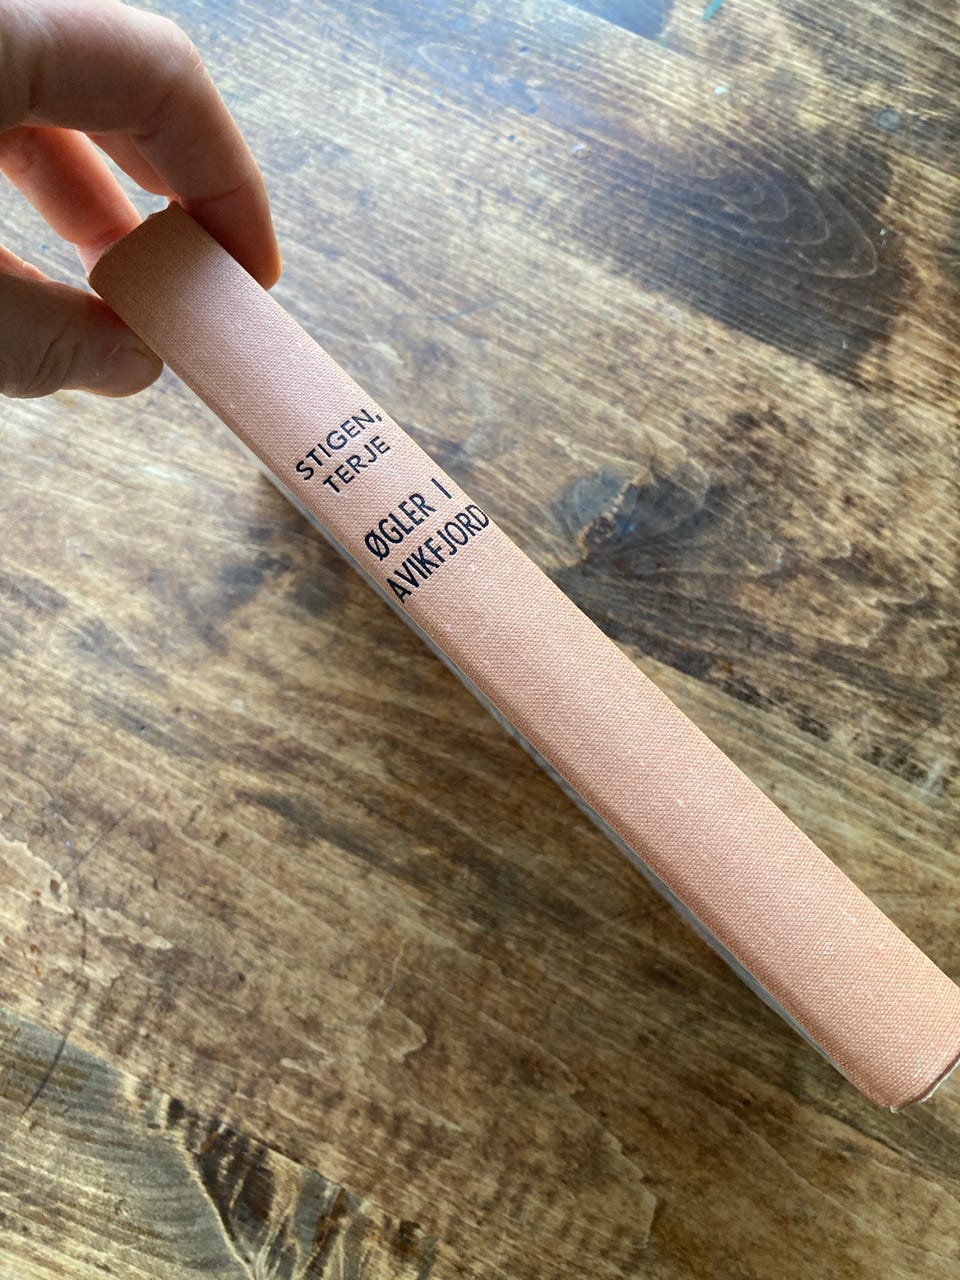 STIGEN,
TERJE
ØGLER I
AVIKFJORD